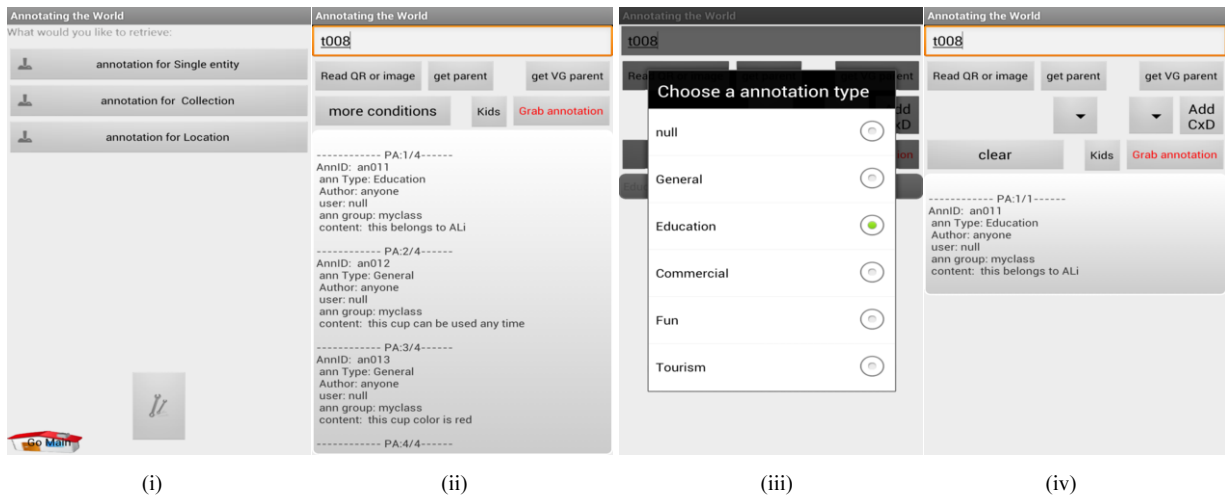 Annotating the World
What would you like to retrieve:
annotation for Single entity
annotation for Collection
annotation for Location
Go Main
(i)
Annotating the World
t008
Read QR or image get parent get VG parent
more conditions Kids Grab annotation
------------ PA:1/4------
AnnID: an011
ann Type: Education
Author: anyone
user: null
ann group: myclass
content: this belongs to ALi
------------ PA:2/4------
AnnID: an012
ann Type: General
Author: anyone
user: null
ann group: myclass
content: this cup can be used any time
------------ PA:3/4------
AnnID: an013
ann Type: General
Author: anyone
user: null
ann group: myclass
content: this cup color is red
------------ PA:4/4------
(ii)
Annotating the World
t008
Choose a annotation type
null
General
Education
Commercial
Fun
Tourism
(iii)
Annotating the World
t008
Read QR or image get parent get VG parent
Add
CxD
clear Kids Grab annotation
------------ PA:1/1------
AnnID: an011
ann Type: Education
Author: anyone
user: null
ann group: myclass
content: this belongs to ALi
(iv)